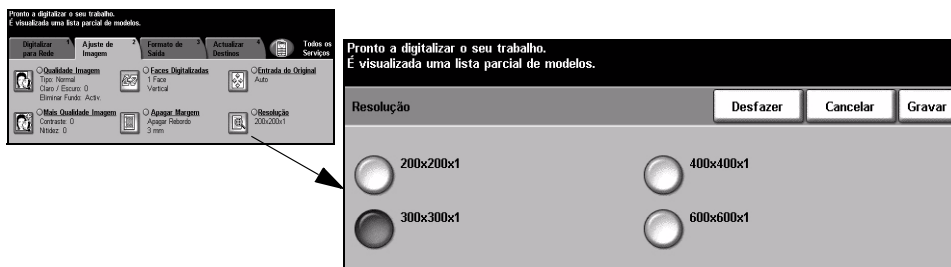 Pronto a digitalizar o seu trabalho.
É visualizada uma lista parcial de modelos.
Digitalizar para Rede 1
Ajuste de Imagem 2
Formato de Saída 3
Actualizar Destinos 4
Todos os Serviços
Qualidade Imagem
Tipo: Normal
Claro / Escuro: 0
Eliminar Fundo: Activ.
Faces Digitalizadas
1 Face
Vertical
Entrada do Original
Auto
Mais Qualidade Imagem
Contraste: 0
Nitidez: 0
Apagar Margem
Apagar Rebordo
3 mm
Resolução
200x200x1
Pronto a digitalizar o seu trabalho.
É visualizada uma lista parcial de modelos.
Resolução
Desfazer
Cancelar
Gravar
200x200x1
400x400x1
300x300x1
600x600x1